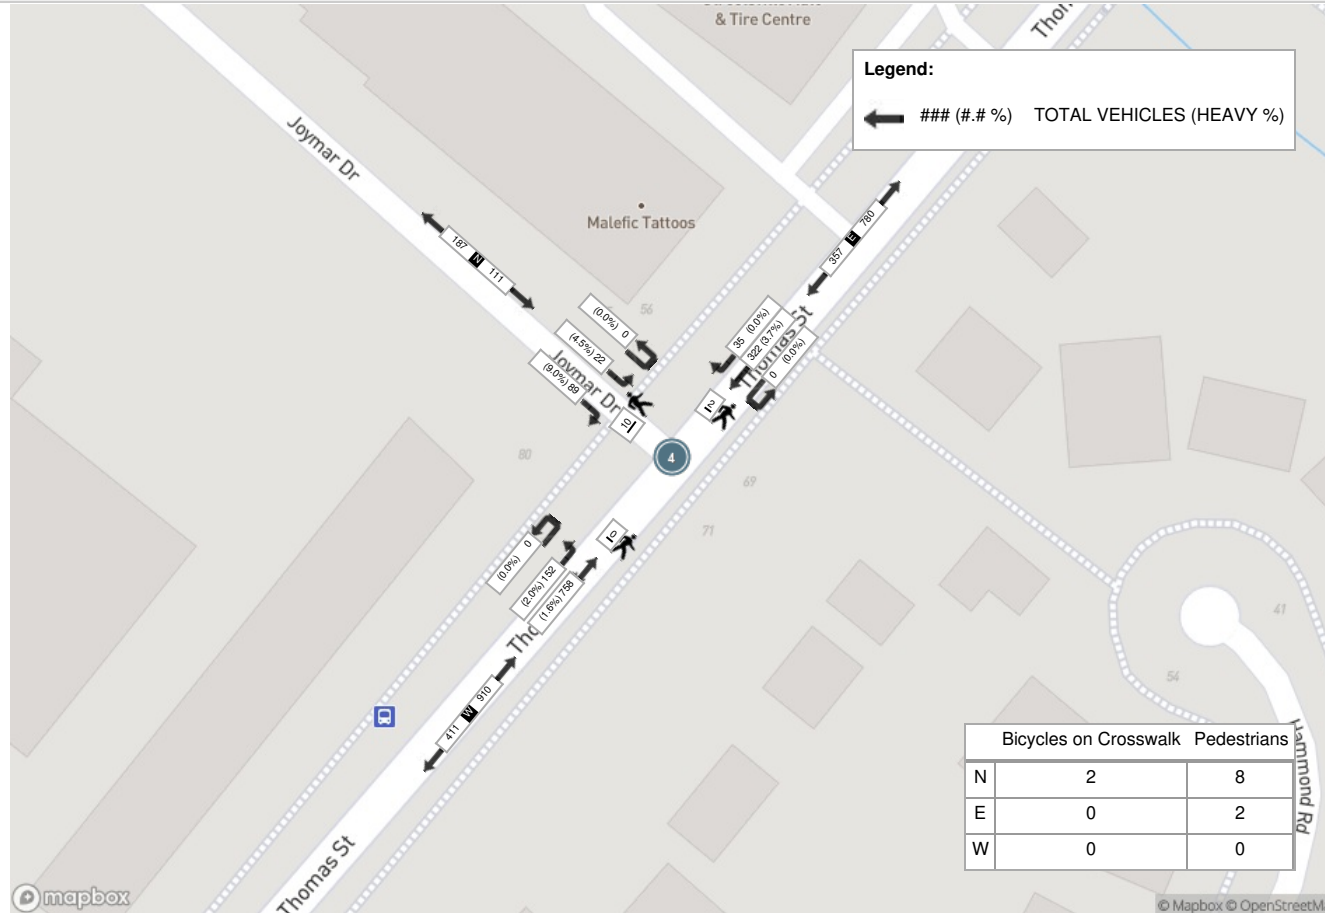 & Tire Centre
Legend:
### (#.# %) TOTAL VEHICLES (HEAVY %)
Joymar Dr
Malefic Tattoos
187 N 111
780
E
357
56
(0.0%) 0
(4.5%) 22
(9.0%) 89
35 (0.0%)
322 (3.7%)
0 (0.0%)
Thomas St
Joymar Dr
2
10
4
80
69
71
0
(0.0%) 0
(2.0%) 152
(1.6%) 758
Tho
411 W 910
41
54
Hammond Rd
Bicycles on Crosswalk Pedestrians
N 2 8
E 0 2
W 0 0
Thomas St
mapbox
© Mapbox © OpenStreetM